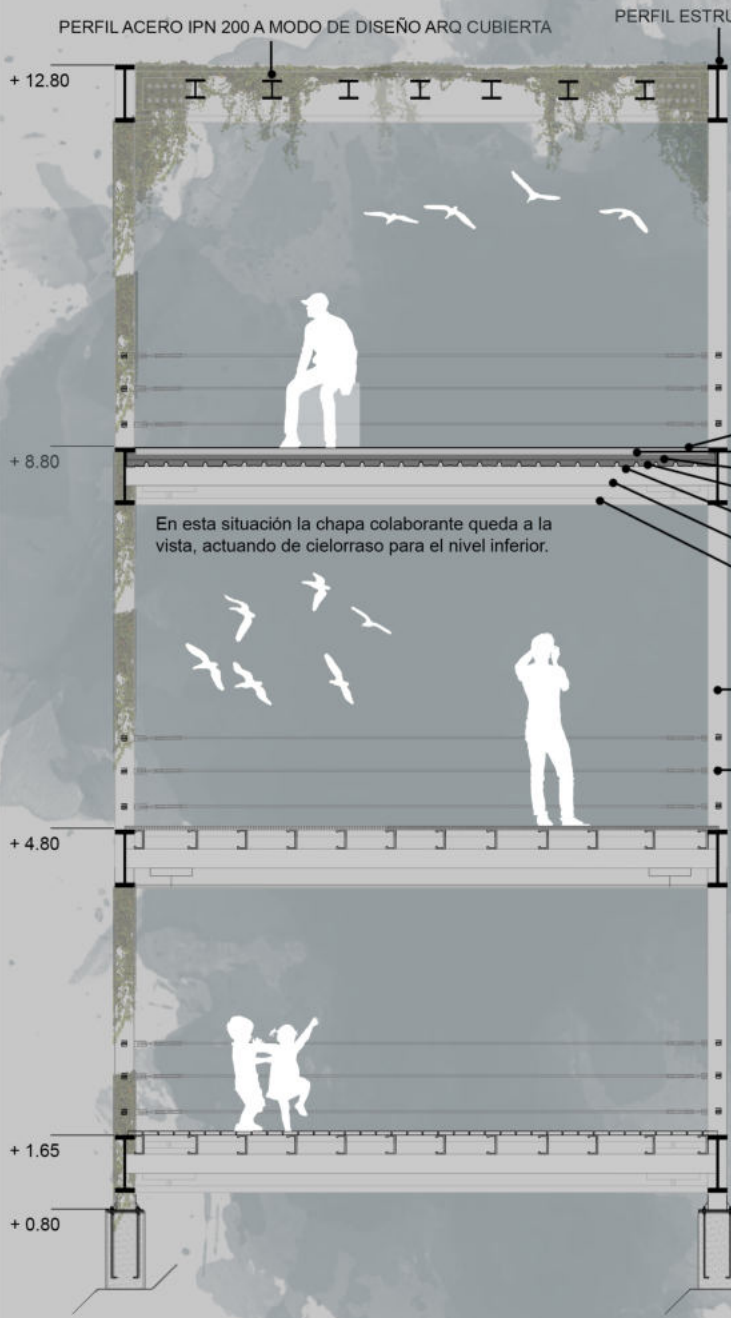 PERFIL ACERO IPN 200 A MODO DE DISEÑO ARQ CUBIERTA
PERFIL
+ 12.80
+ 8.80
En esta situación la chapa colaborante queda a la
vista, actuando de cielorraso para el nivel inferior.
+ 4.80
+ 1.65
+ 0.80